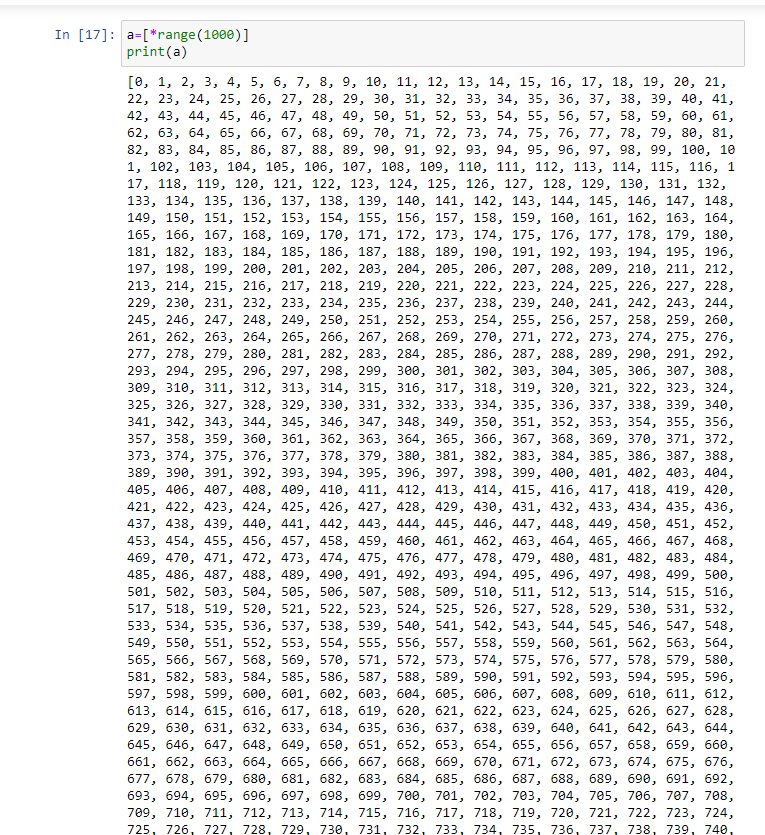 In [17]: a=[*range(1000)]
print(a)
[0, 1, 2, 3, 4, 5, 6, 7, 8, 9, 10, 11, 12, 13, 14, 15, 16, 17, 18, 19, 20, 21,
22, 23, 24, 25, 26, 27, 28, 29, 30, 31, 32, 33, 34, 35, 36, 37, 38, 39, 40, 41,
42, 43, 44, 45, 46, 47, 48, 49, 50, 51, 52, 53, 54, 55, 56, 57, 58, 59, 60, 61,
62, 63, 64, 65, 66, 67, 68, 69, 70, 71, 72, 73, 74, 75, 76, 77, 78, 79, 80, 81,
82, 83, 84, 85, 86, 87, 88, 89, 90, 91, 92, 93, 94, 95, 96, 97, 98, 99, 100, 10
1, 102, 103, 104, 105, 106, 107, 108, 109, 110, 111, 112, 113, 114, 115, 116, 1
17, 118, 119, 120, 121, 122, 123, 124, 125, 126, 127, 128, 129, 130, 131, 132,
133, 134, 135, 136, 137, 138, 139, 140, 141, 142, 143, 144, 145, 146, 147, 148,
149, 150, 151, 152, 153, 154, 155, 156, 157, 158, 159, 160, 161, 162, 163, 164,
165, 166, 167, 168, 169, 170, 171, 172, 173, 174, 175, 176, 177, 178, 179, 180,
181, 182, 183, 184, 185, 186, 187, 188, 189, 190, 191, 192, 193, 194, 195, 196,
197, 198, 199, 200, 201, 202, 203, 204, 205, 206, 207, 208, 209, 210, 211, 212,
213, 214, 215, 216, 217, 218, 219, 220, 221, 222, 223, 224, 225, 226, 227, 228,
229, 230, 231, 232, 233, 234, 235, 236, 237, 238, 239, 240, 241, 242, 243, 244,
245, 246, 247, 248, 249, 250, 251, 252, 253, 254, 255, 256, 257, 258, 259, 260,
261, 262, 263, 264, 265, 266, 267, 268, 269, 270, 271, 272, 273, 274, 275, 276,
277, 278, 279, 280, 281, 282, 283, 284, 285, 286, 287, 288, 289, 290, 291, 292,
293, 294, 295, 296, 297, 298, 299, 300, 301, 302, 303, 304, 305, 306, 307, 308,
309, 310, 311, 312, 313, 314, 315, 316, 317, 318, 319, 320, 321, 322, 323, 324,
325, 326, 327, 328, 329, 330, 331, 332, 333, 334, 335, 336, 337, 338, 339, 340,
341, 342, 343, 344, 345, 346, 347, 348, 349, 350, 351, 352, 353, 354, 355, 356,
357, 358, 359, 360, 361, 362, 363, 364, 365, 366, 367, 368, 369, 370, 371, 372,
373, 374, 375, 376, 377, 378, 379, 380, 381, 382, 383, 384, 385, 386, 387, 388,
389, 390, 391, 392, 393, 394, 395, 396, 397, 398, 399, 400, 401, 402, 403, 404,
405, 406, 407, 408, 409, 410, 411, 412, 413, 414, 415, 416, 417, 418, 419, 420,
421, 422, 423, 424, 425, 426, 427, 428, 429, 430, 431, 432, 433, 434, 435, 436,
437, 438, 439, 440, 441, 442, 443, 444, 445, 446, 447, 448, 449, 450, 451, 452,
453, 454, 455, 456, 457, 458, 459, 460, 461, 462, 463, 464, 465, 466, 467, 468,
469, 470, 471, 472, 473, 474, 475, 476, 477, 478, 479, 480, 481, 482, 483, 484,
485, 486, 487, 488, 489, 490, 491, 492, 493, 494, 495, 496, 497, 498, 499, 500,
501, 502, 503, 504, 505, 506, 507, 508, 509, 510, 511, 512, 513, 514, 515, 516,
517, 518, 519, 520, 521, 522, 523, 524, 525, 526, 527, 528, 529, 530, 531, 532,
533, 534, 535, 536, 537, 538, 539, 540, 541, 542, 543, 544, 545, 546, 547, 548,
549, 550, 551, 552, 553, 554, 555, 556, 557, 558, 559, 560, 561, 562, 563, 564,
565, 566, 567, 568, 569, 570, 571, 572, 573, 574, 575, 576, 577, 578, 579, 580,
581, 582, 583, 584, 585, 586, 587, 588, 589, 590, 591, 592, 593, 594, 595, 596,
597, 598, 599, 600, 601, 602, 603, 604, 605, 606, 607, 608, 609, 610, 611, 612,
613, 614, 615, 616, 617, 618, 619, 620, 621, 622, 623, 624, 625, 626, 627, 628,
629, 630, 631, 632, 633, 634, 635, 636, 637, 638, 639, 640, 641, 642, 643, 644,
645, 646, 647, 648, 649, 650, 651, 652, 653, 654, 655, 656, 657, 658, 659, 660,
661, 662, 663, 664, 665, 666, 667, 668, 669, 670, 671, 672, 673, 674, 675, 676,
677, 678, 679, 680, 681, 682, 683, 684, 685, 686, 687, 688, 689, 690, 691, 692,
693, 694, 695, 696, 697, 698, 699, 700, 701, 702, 703, 704, 705, 706, 707, 708,
709, 710, 711, 712, 713, 714, 715, 716, 717, 718, 719, 720, 721, 722, 723, 724,
725, 726, 727, 728, 729, 730, 731, 732, 733, 734, 735, 736, 737, 738, 739, 740,